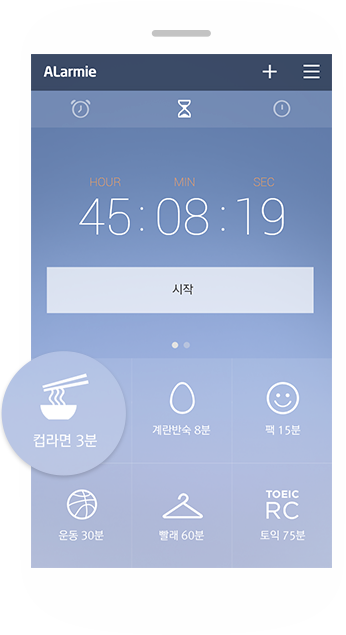 ALarmie
HOUR MIN SEC
45:08:19
시작
컵라면 3분
계란반숙 8분
팩 15분
운동 30분
빨래 60분
TOEIC
RC
토익 75분